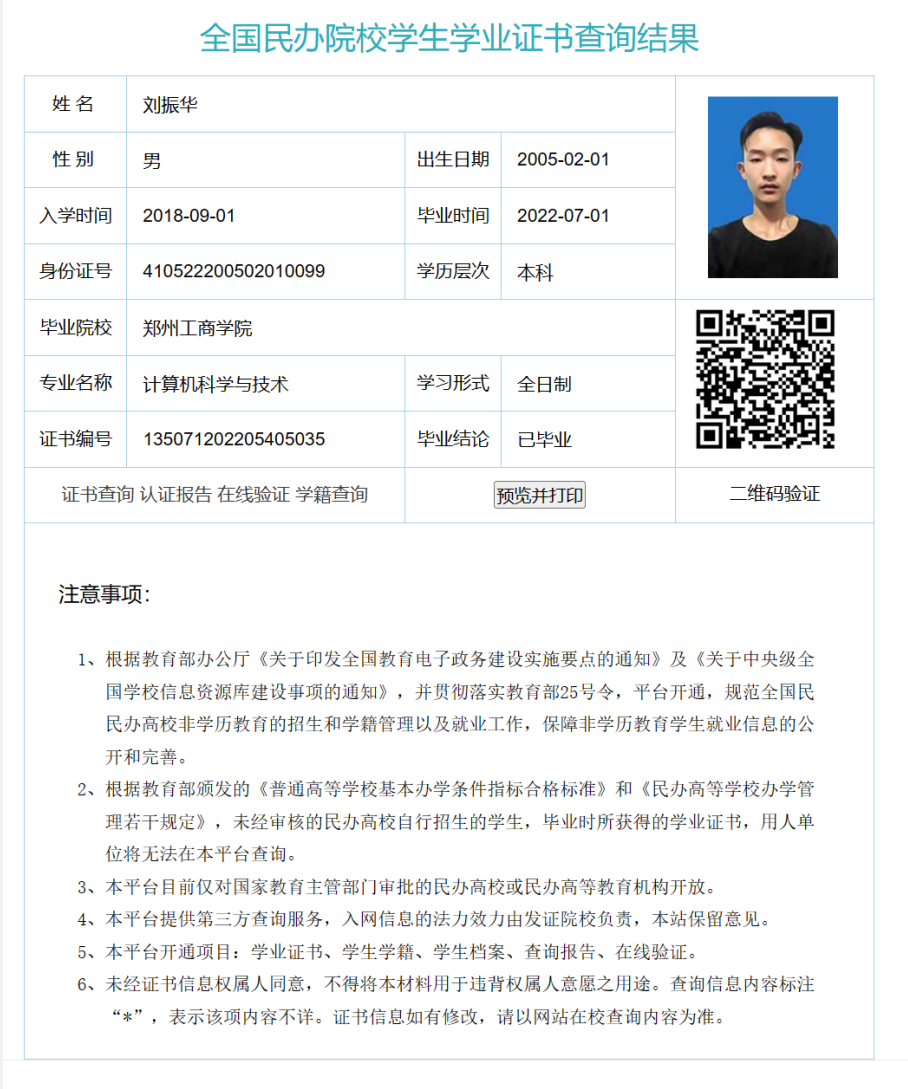 全国民办院校学生学业证书查询结果
姓 名 刘振华
性 别 男 出生日期 2005-02-01
入学时间 2018-09-01 毕业时间 2022-07-01
身份证号 410522200502010099 学历层次 本科
毕业院校 郑州工商学院
专业名称 计算机科学与技术 学习形式 全日制
证书编号 135071202205405035 毕业结论 已毕业
证书查询 认证报告 在线验证 学籍查询 预览并打印 二维码验证
注意事项：
1、根据教育部办公厅《关于印发全国教育电子政务建设实施要点的通知》及《关于中央级全
国学校信息资源库建设事项的通知》，并贯彻落实教育部25号令，平台开通，规范全国民
民办高校非学历教育的招生和学籍管理以及就业工作，保障非学历教育学生就业信息的公
开和完善。
2、根据教育部颁发的《普通高等学校基本办学条件指标合格标准》和《民办高等学校办学管
理若干规定》，未经审核的民办高校自行招生的学生，毕业时所获得的学业证书，用人单
位将无法在本平台查询。
3、本平台目前仅对国家教育主管部门审批的民办高校或民办高等教育机构开放。
4、本平台提供第三方查询服务，入网信息的法力效力由发证院校负责，本站保留意见。
5、本平台开通项目：学业证书、学生学籍、学生档案、查询报告、在线验证。
6、未经证书信息权属人同意，不得将本材料用于违背权属人意愿之用途。查询信息内容标注
“*”，表示该项内容不详。证书信息如有修改，请以网站在校查询内容为准。